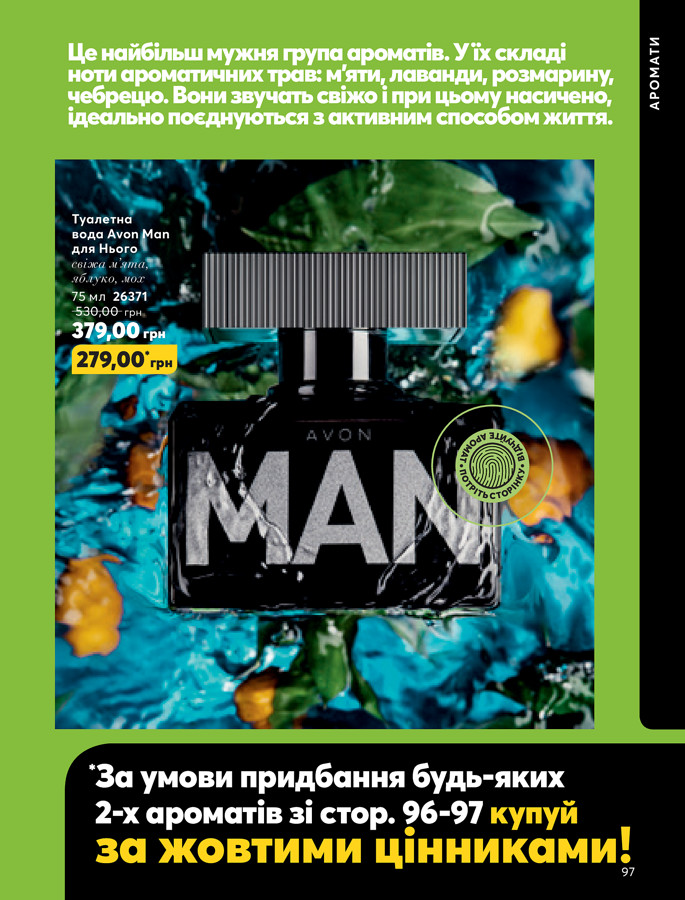 Це найбільш мужня група ароматів. У їх складі
ноти ароматичних трав: м'яти, лаванди, розмарину,
чебрецю. Вони звучать свіжо і при цьому насичено,
ідеально поєднуються з активним способом життя.
АРОМАТИ
Туалетна
вода Avon Man
для Нього
свіжа м'ята,
яблуко, мох
75 мл 26371
530,00 грн
379,00 грн
279,00*грн
AVON
MAN
ВІДЧУЙТЕ АРОМАТ •
ПОТРІТЬ СТОРІНКУ •
*За умови придбання будь-яких
2-х ароматів зі стор. 96-97 купуй
за жовтими цінниками!
97